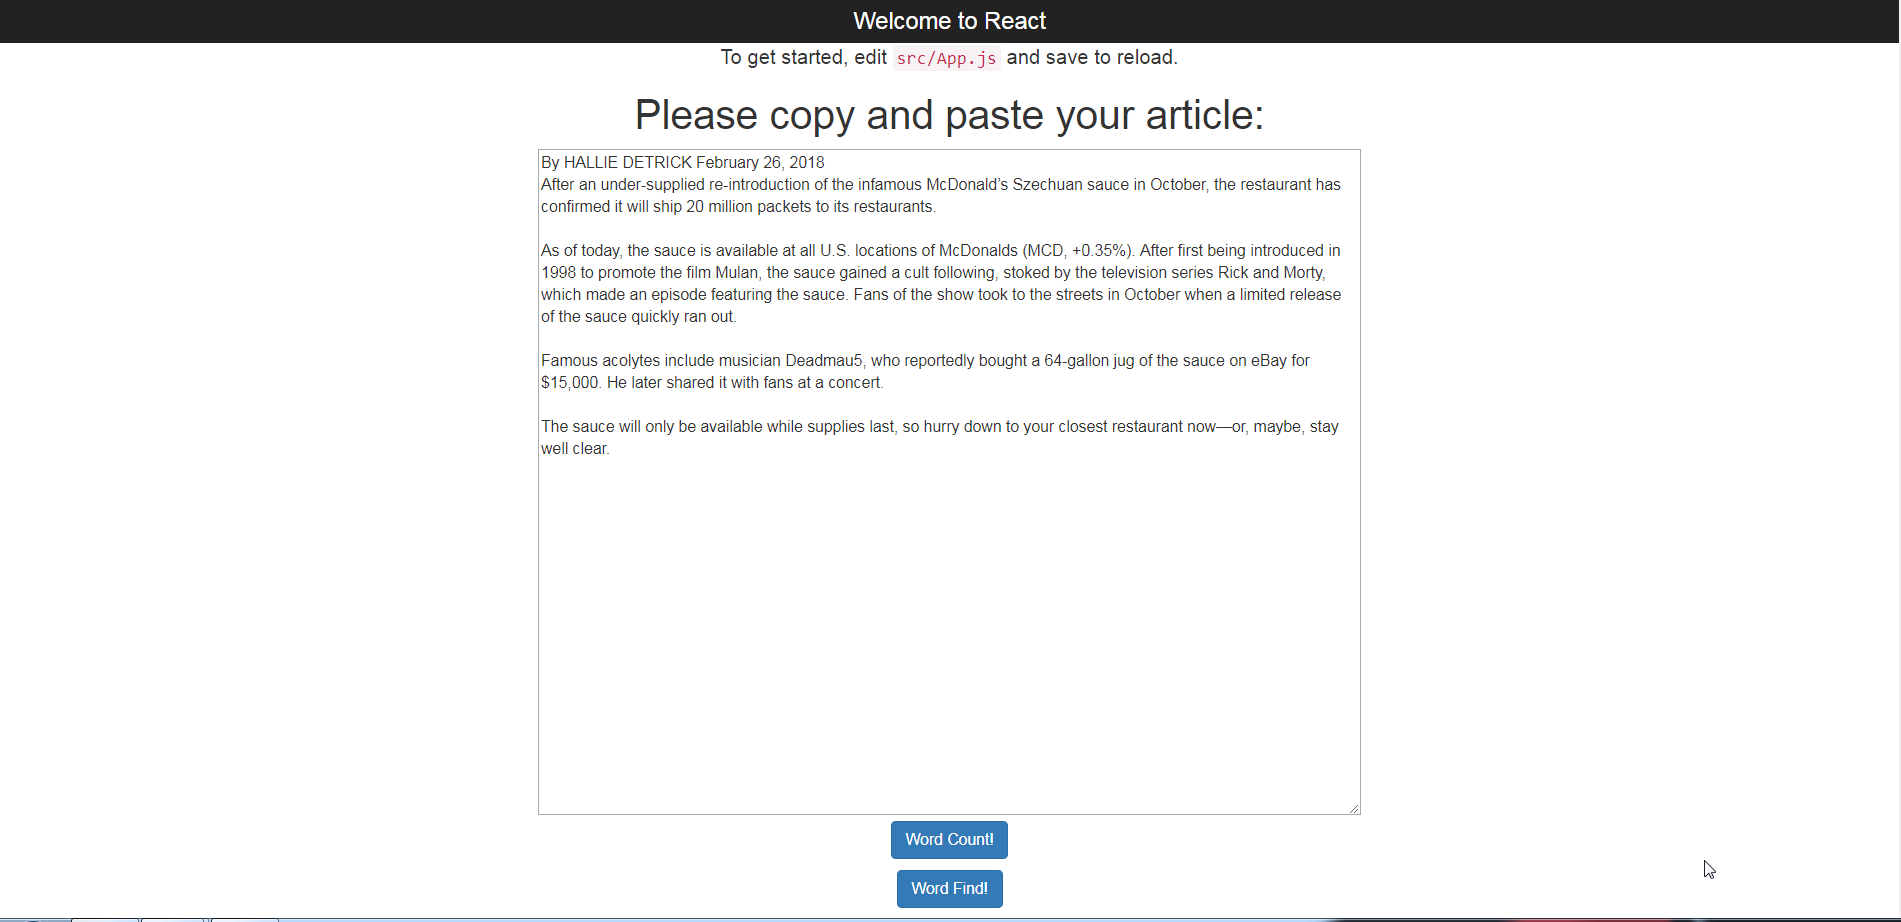 Welcome to React
To get started, edit src/App.js and save to reload.
Please copy and paste your article:
By HALLIE DETRICK February 26, 2018
After an under-supplied re-introduction of the infamous McDonald’s Szechuan sauce in October, the restaurant has
confirmed it will ship 20 million packets to its restaurants.
As of today, the sauce is available at all U.S. locations of McDonalds (MCD, +0.35%). After first being introduced in
1998 to promote the film Mulan, the sauce gained a cult following, stoked by the television series Rick and Morty,
which made an episode featuring the sauce. Fans of the show took to the streets in October when a limited release
of the sauce quickly ran out.
Famous acolytes include musician Deadmau5, who reportedly bought a 64-gallon jug of the sauce on eBay for
$15,000. He later shared it with fans at a concert.
The sauce will only be available while supplies last, so hurry down to your closest restaurant now—or, maybe, stay
well clear.
Word Count!
Word Find!